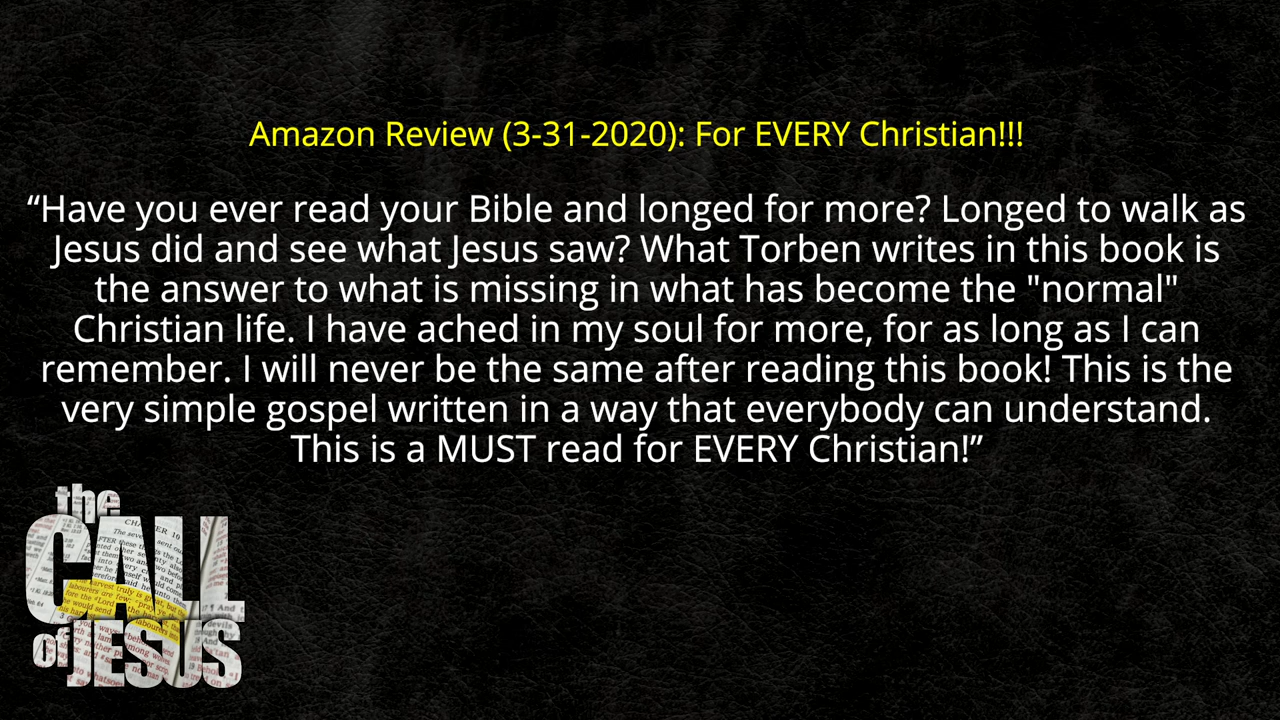 Amazon Review (3-31-2020): For EVERY Christian!!!
“Have you ever read your Bible and longed for more? Longed to walk as
Jesus did and see what Jesus saw? What Torben writes in this book is
the answer to what is missing in what has become the "normal"
Christian life. I have ached in my soul for more, for as long as I can
remember. I will never be the same after reading this book! This is the
very simple gospel written in a way that everybody can understand.
This is a MUST read for EVERY Christian!”
the
CALL
of JESUS